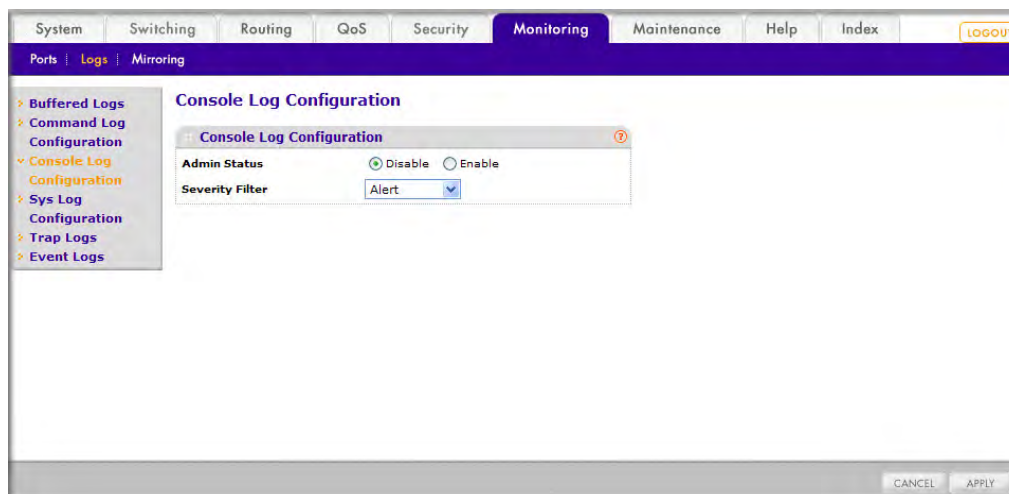 System Switching Routing QoS Security Monitoring Maintenance Help Index LOGOUT
Ports Logs Mirroring
Buffered Logs
Command Log
Configuration
Console Log
Configuration
Sys Log
Configuration
Trap Logs
Event Logs
Console Log Configuration
Console Log Configuration ?
Admin Status Disable Enable
Severity Filter Alert
CANCEL APPLY